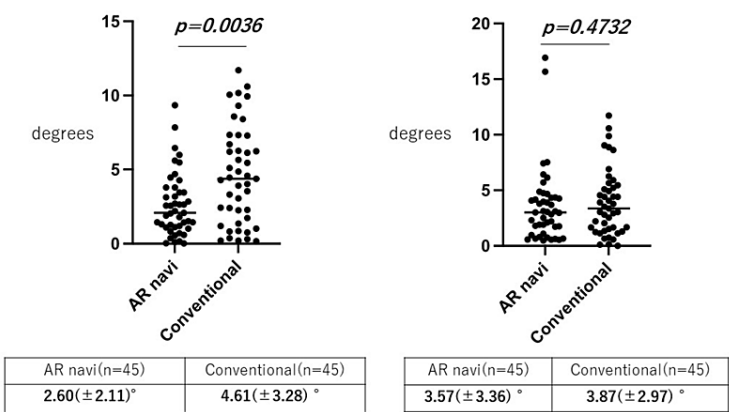 p=0.0036
15
10
degrees
5
0
AR navi
Conventional
AR navi(n=45) Conventional(n=45)
2.60(±2.11)° 4.61(±3.28) °
p=0.4732
20
15
degrees
10
5
0
AR navi
Conventional
AR navi(n=45) Conventional(n=45)
3.57(±3.36) ° 3.87(±2.97) °